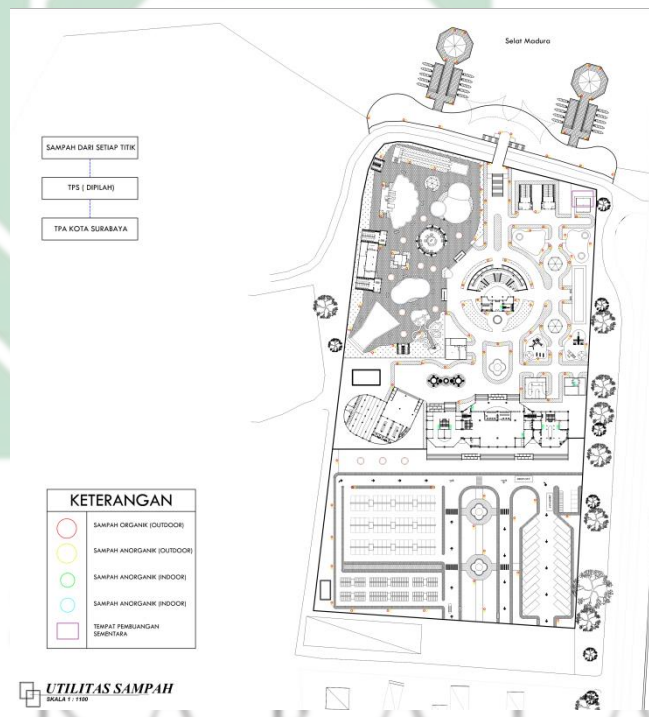 Selat Madura
SAMPAH DARI SETIAP TITIK
TPS ( DIPILAH)
TPA KOTA SURABAYA
KETERANGAN
SAMPAH ORGANIK (OUTDOOR)
SAMPAH ANORGANIK (OUTDOOR)
SAMPAH ANORGANIK (INDOOR)
SAMPAH ANORGANIK (INDOOR)
TEMPAT PEMBUANGAN
SEMENTARA
UTILITAS SAMPAH
SKALA 1 : 1100